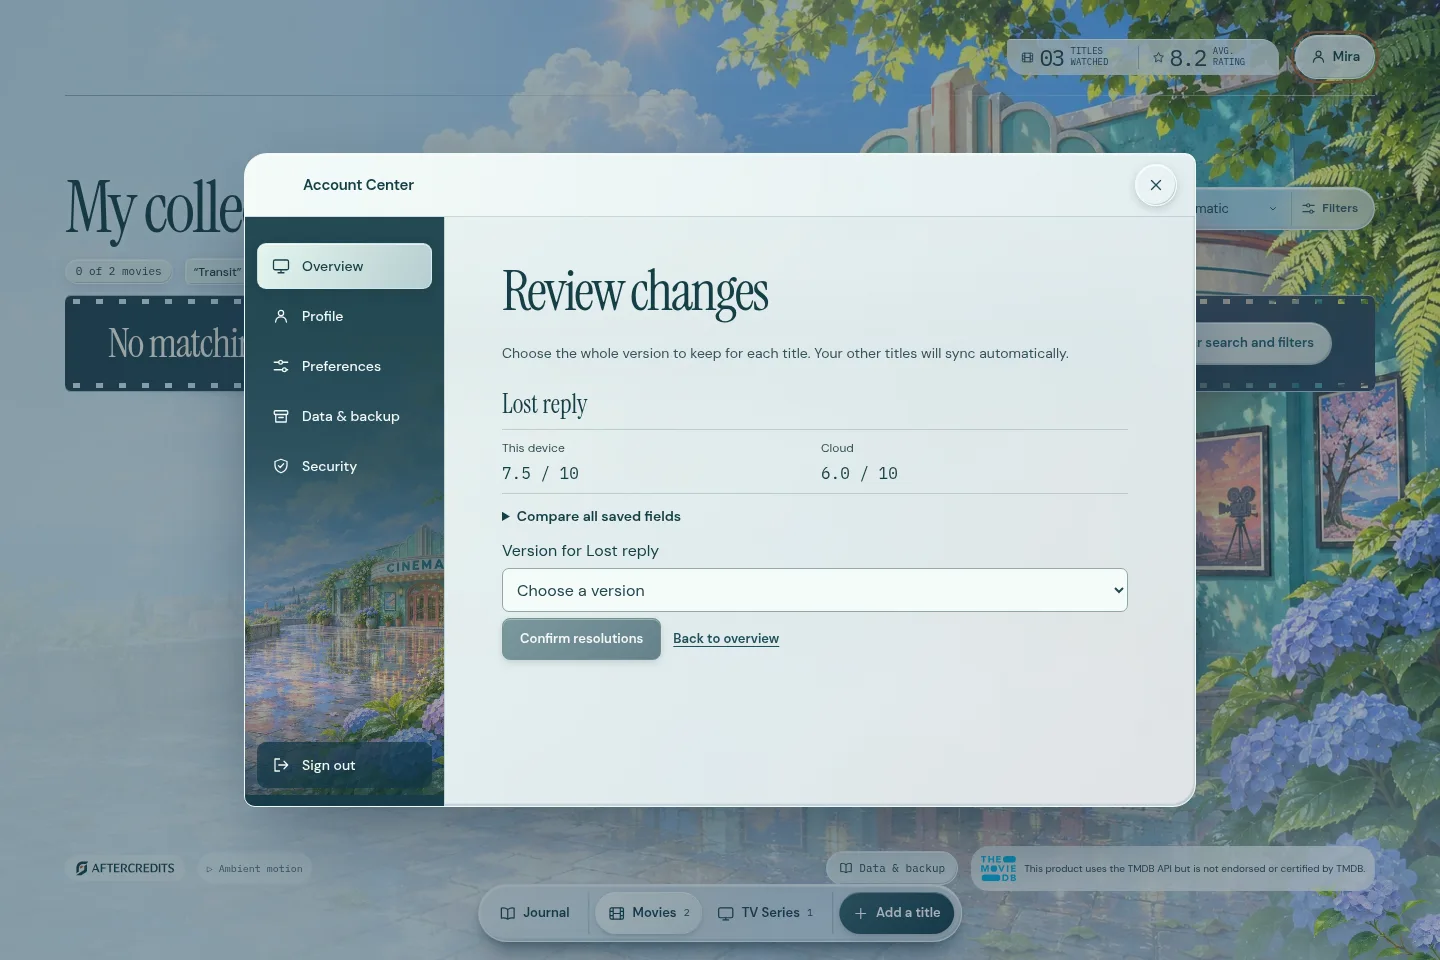 03 TITLES WATCHED
8.2 AVG. RATING
Mira
My colle
matic
Filters
0 of 2 movies
“Transit”
No matchin
r search and filters
Account Center
Overview
Profile
Preferences
Data & backup
Security
CINEMA
Sign out
Review changes
Choose the whole version to keep for each title. Your other titles will sync automatically.
Lost reply
This device
Cloud
7.5 / 10
6.0 / 10
Compare all saved fields
Version for Lost reply
Choose a version
Confirm resolutions
Back to overview
AFTERCREDITS
Ambient motion
Data & backup
THE MOVIE DB
This product uses the TMDB API but is not endorsed or certified by TMDB.
Journal
Movies 2
TV Series 1
Add a title